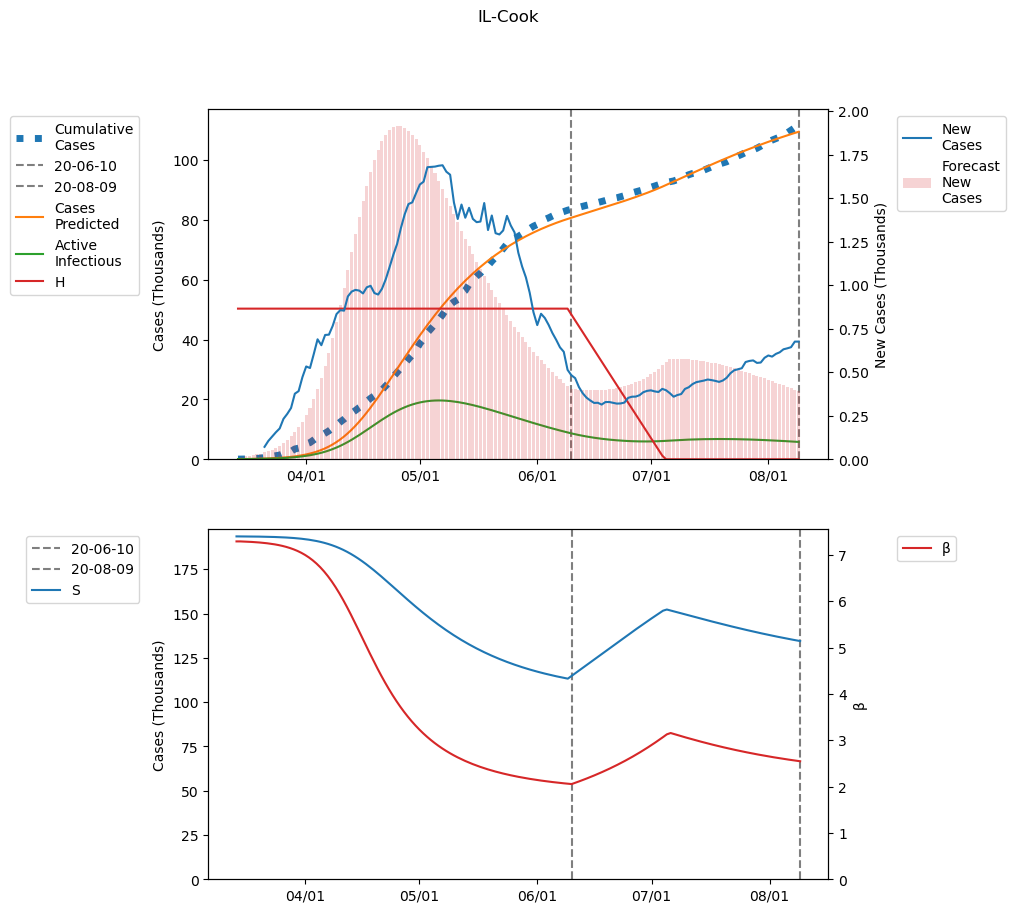 IL-Cook
Cumulative
Cases
20-06-10
20-08-09
Cases
Predicted
Active
Infectious
H
Cases (Thousands)
100
80
60
40
20
0
04/01 05/01 06/01 07/01 08/01
2.00
1.75
1.50
1.25
1.00
0.75
0.50
0.25
0.00
New Cases (Thousands)
New
Cases
Forecast
New
Cases
20-06-10
20-08-09
S
Cases (Thousands)
175
150
125
100
75
50
25
0
04/01 05/01 06/01 07/01 08/01
7
6
5
4
3
2
1
0
β
β